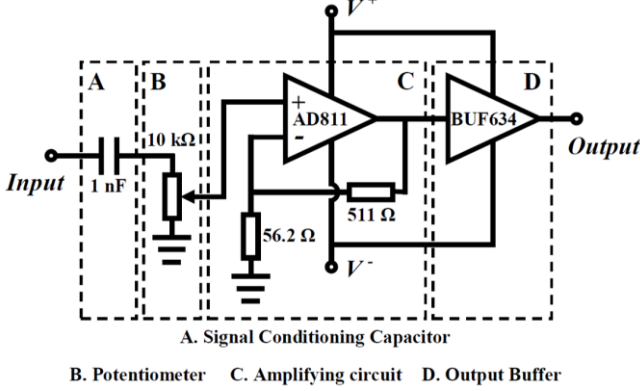 V+
A
B
C
D
+
AD811
-
BUF634
10 kΩ
Input
1 nF
Output
511 Ω
56.2 Ω
V-
A. Signal Conditioning Capacitor
B. Potentiometer C. Amplifying circuit D. Output Buffer